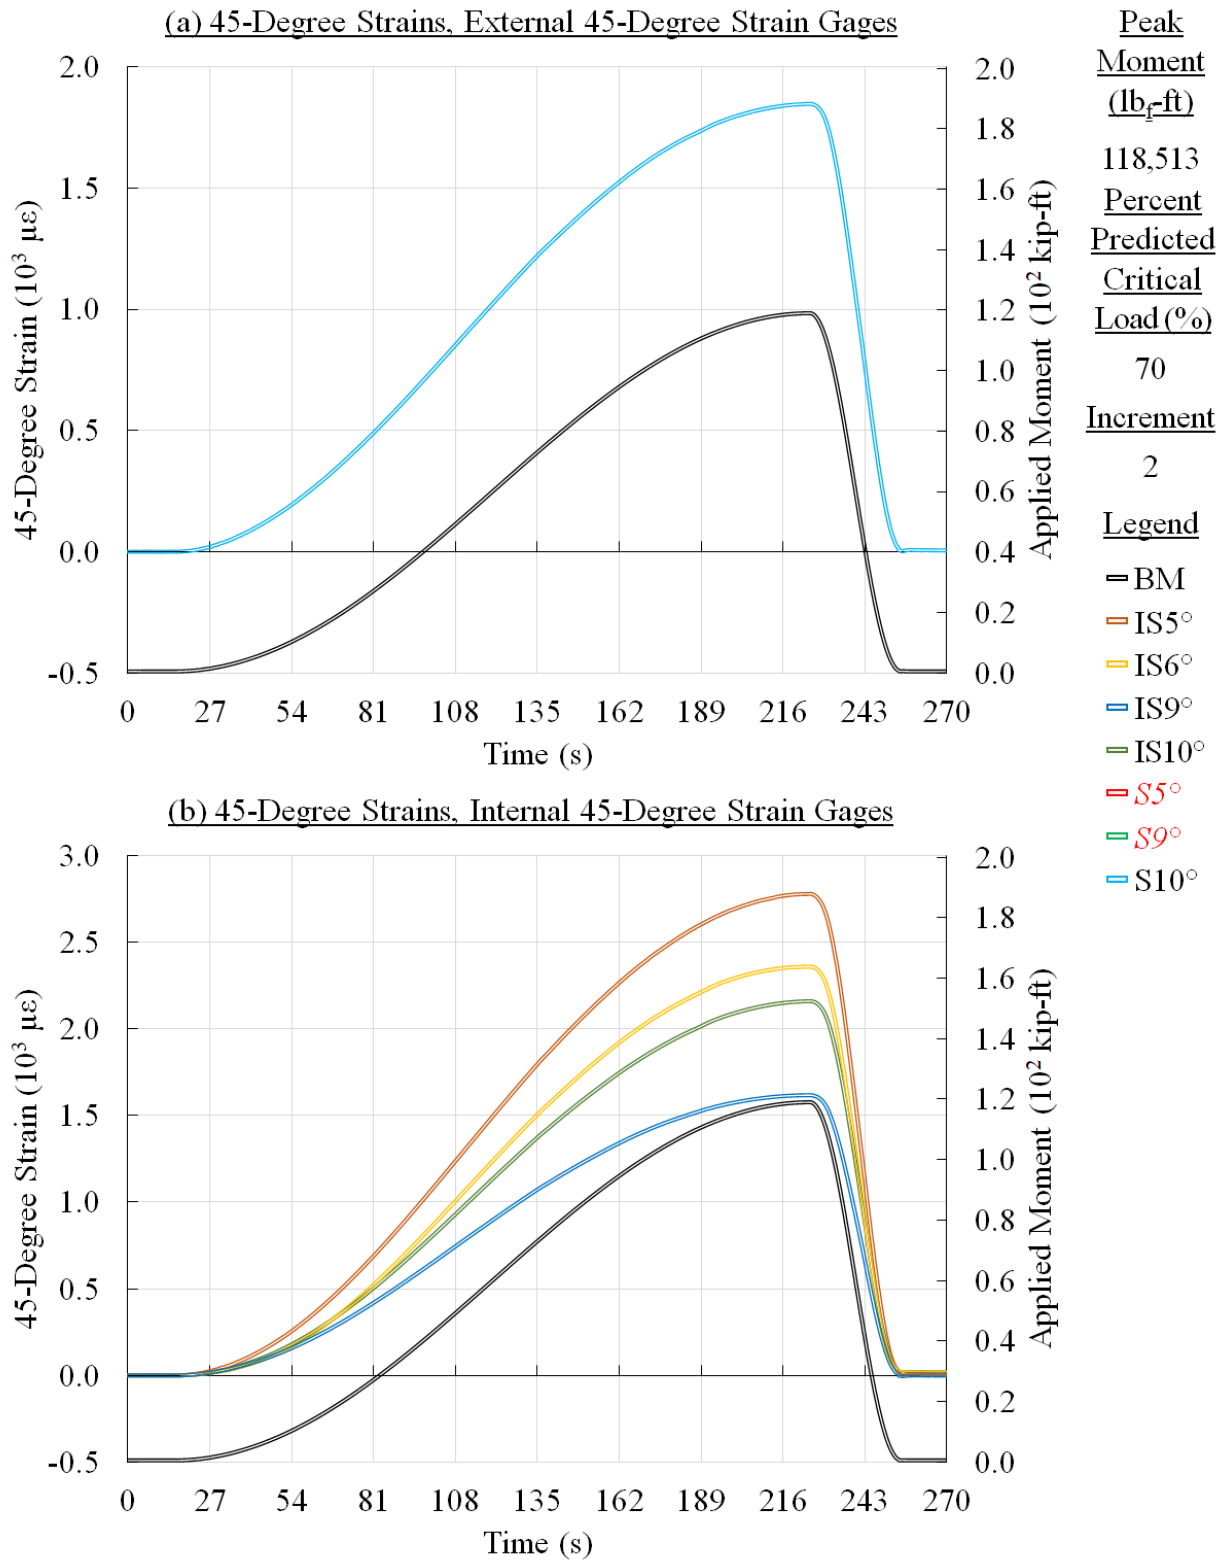 (a) 45-Degree Strains, External 45-Degree Strain Gages
2.0
1.5
1.0
0.5
0.0
-0.5
45-Degree Strain (10³ με)
2.0
1.8
1.6
1.4
1.2
1.0
0.8
0.6
0.4
0.2
0.0
Applied Moment (10² kip-ft)
0 27 54 81 108 135 162 189 216 243 270
Time (s)
(b) 45-Degree Strains, Internal 45-Degree Strain Gages
3.0
2.5
2.0
1.5
1.0
0.5
0.0
-0.5
45-Degree Strain (10³ με)
2.0
1.8
1.6
1.4
1.2
1.0
0.8
0.6
0.4
0.2
0.0
Applied Moment (10² kip-ft)
0 27 54 81 108 135 162 189 216 243 270
Time (s)
Peak
Moment
(lb_f-ft)
118,513
Percent
Predicted
Critical
Load (%)
70
Increment
2
Legend
BM
IS5°
IS6°
IS9°
IS10°
S5°
S9°
S10°